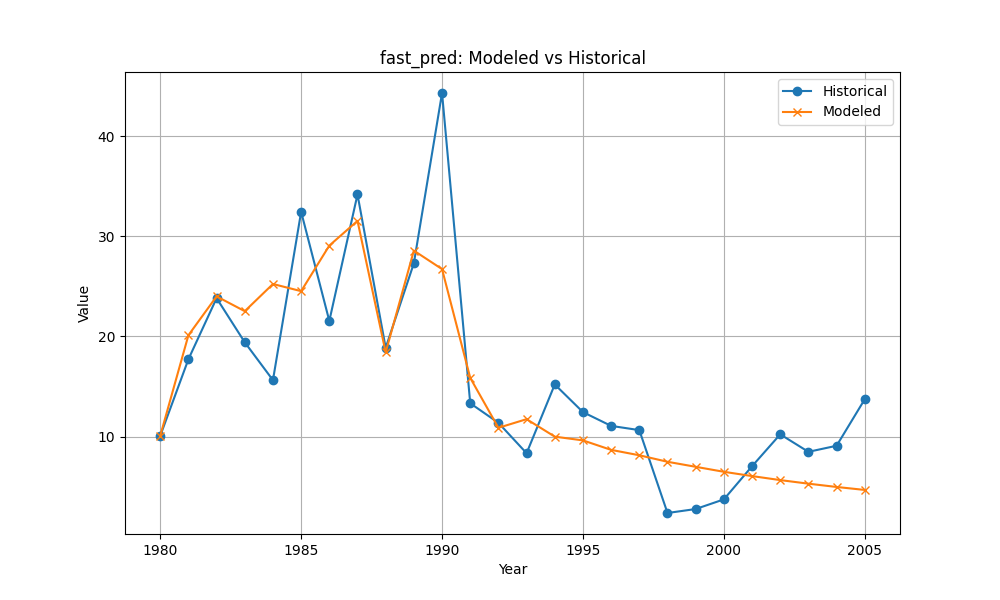 fast_pred: Modeled vs Historical
Historical
Modeled
Value
40
30
20
10
1980
1985
1990
1995
2000
2005
Year